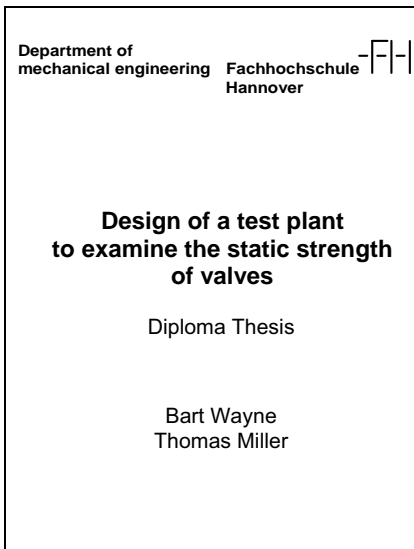 Department of
mechanical engineering Fachhochschule
Hannover
FH
Design of a test plant
to examine the static strength
of valves
Diploma Thesis
Bart Wayne
Thomas Miller